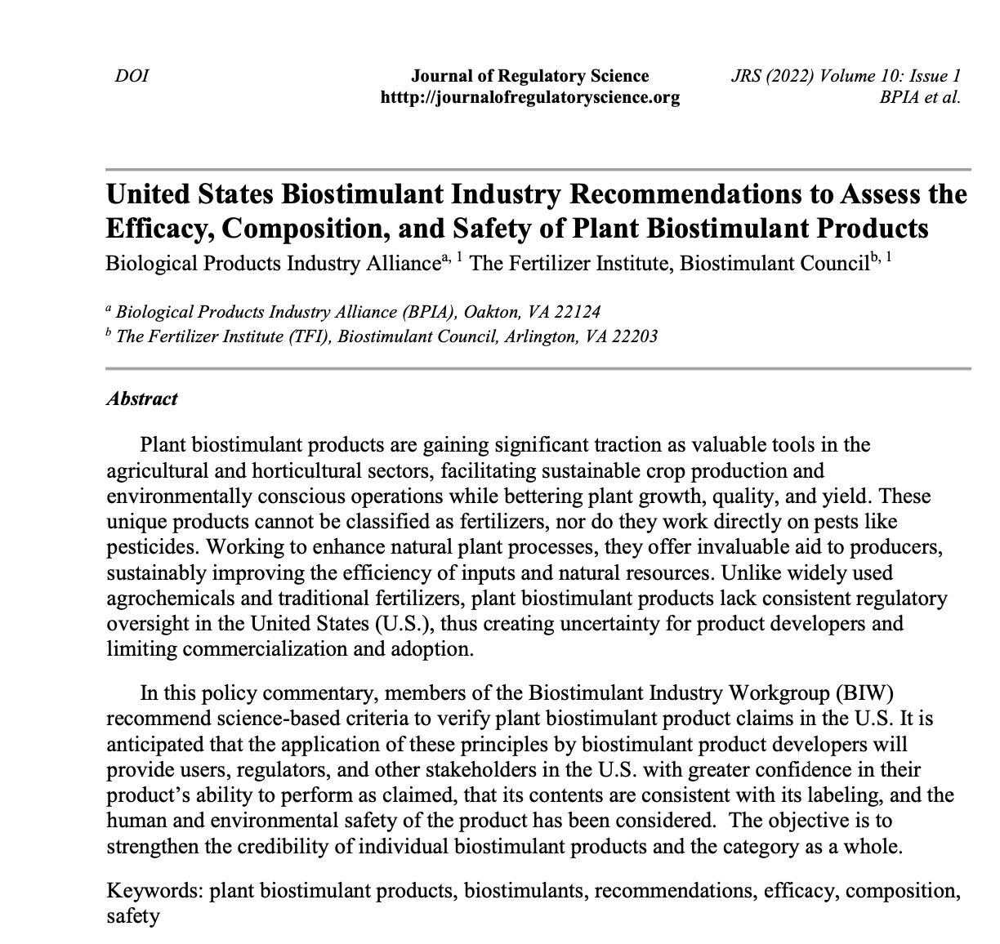 DOI
Journal of Regulatory Science
htttp://journalofregulatoryscience.org
JRS (2022) Volume 10: Issue 1
BPIA et al.
United States Biostimulant Industry Recommendations to Assess the
Efficacy, Composition, and Safety of Plant Biostimulant Products
Biological Products Industry Alliancea, 1 The Fertilizer Institute, Biostimulant Councilb, 1
a Biological Products Industry Alliance (BPIA), Oakton, VA 22124
b The Fertilizer Institute (TFI), Biostimulant Council, Arlington, VA 22203
Abstract
Plant biostimulant products are gaining significant traction as valuable tools in the
agricultural and horticultural sectors, facilitating sustainable crop production and
environmentally conscious operations while bettering plant growth, quality, and yield. These
unique products cannot be classified as fertilizers, nor do they work directly on pests like
pesticides. Working to enhance natural plant processes, they offer invaluable aid to producers,
sustainably improving the efficiency of inputs and natural resources. Unlike widely used
agrochemicals and traditional fertilizers, plant biostimulant products lack consistent regulatory
oversight in the United States (U.S.), thus creating uncertainty for product developers and
limiting commercialization and adoption.
In this policy commentary, members of the Biostimulant Industry Workgroup (BIW)
recommend science-based criteria to verify plant biostimulant product claims in the U.S. It is
anticipated that the application of these principles by biostimulant product developers will
provide users, regulators, and other stakeholders in the U.S. with greater confidence in their
product’s ability to perform as claimed, that its contents are consistent with its labeling, and the
human and environmental safety of the product has been considered.  The objective is to
strengthen the credibility of individual biostimulant products and the category as a whole.
Keywords: plant biostimulant products, biostimulants, recommendations, efficacy, composition,
safety